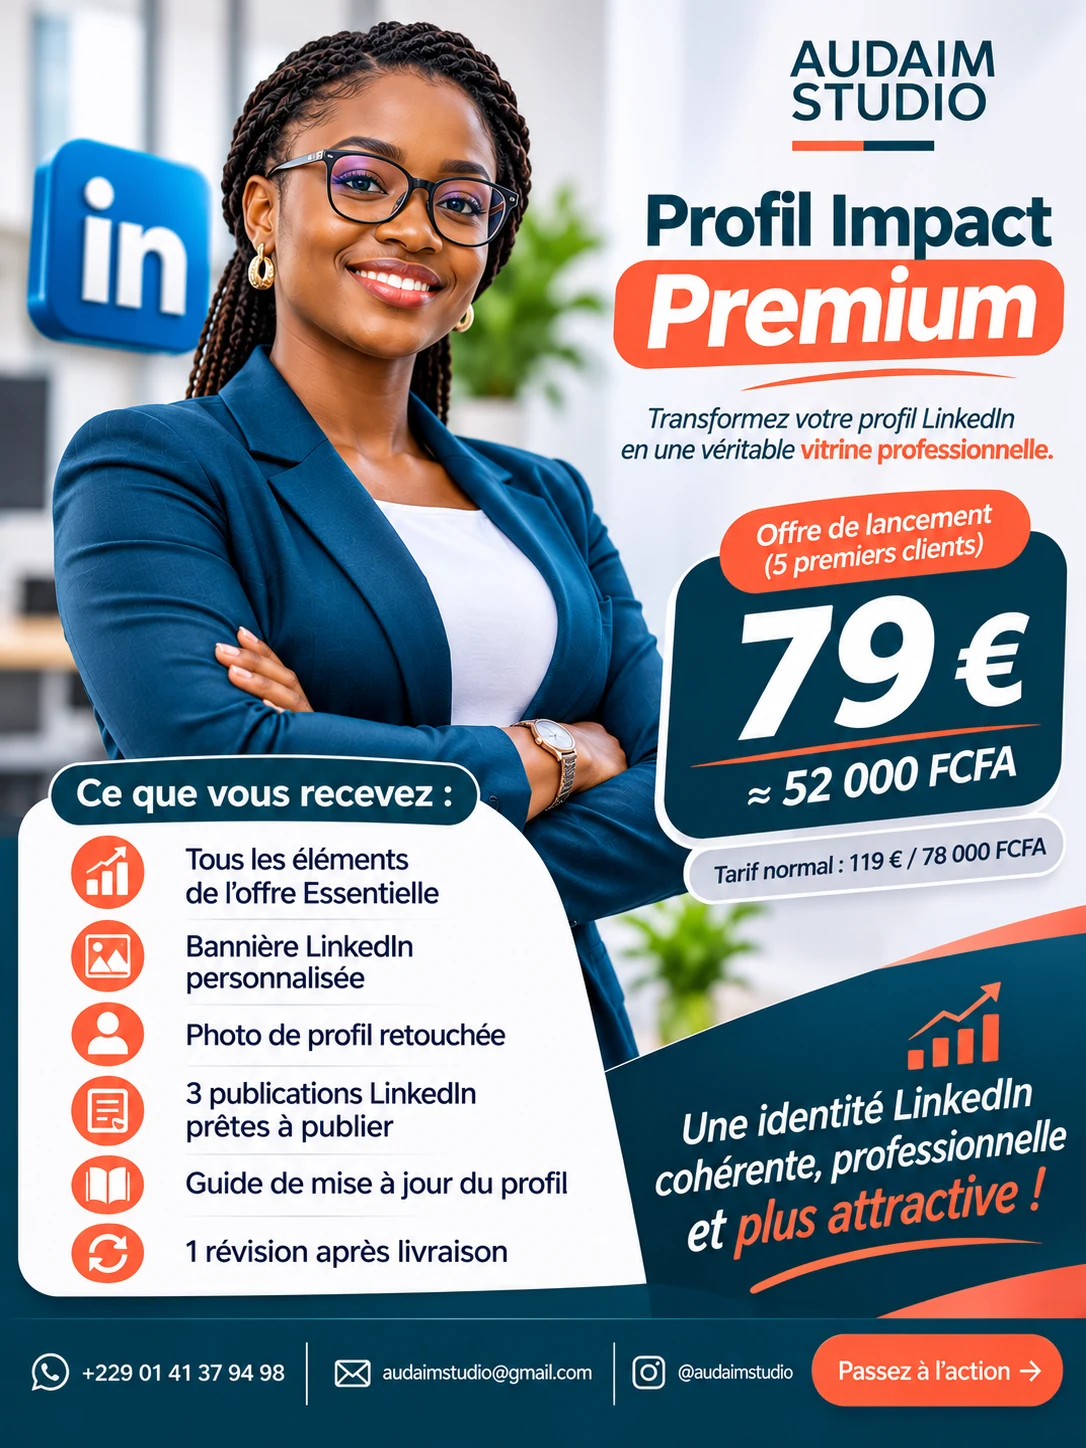 in
AUDAIM
STUDIO
Profil Impact
Premium
Transformez votre profil LinkedIn
en une véritable vitrine professionnelle.
Offre de lancement
(5 premiers clients)
79 €
≈ 52 000 FCFA
Tarif normal : 119 € / 78 000 FCFA
Ce que vous recevez :
Tous les éléments
de l'offre Essentielle
Bannière LinkedIn
personnalisée
Photo de profil retouchée
3 publications LinkedIn
prêtes à publier
Guide de mise à jour du profil
1 révision après livraison
Une identité LinkedIn
cohérente, professionnelle
et plus attractive !
+229 01 41 37 94 98
audaimstudio@gmail.com
@audaimstudio
Passez à l'action →